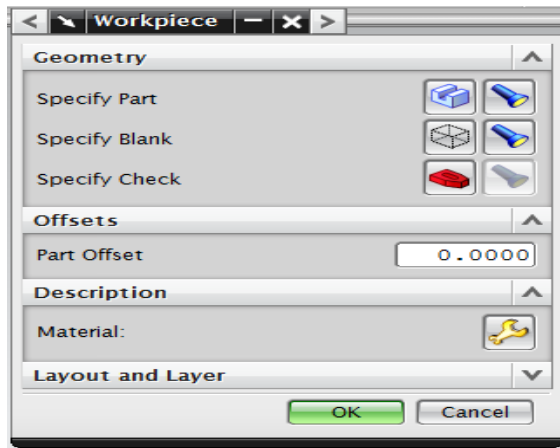 Workpiece
Geometry
Specify Part
Specify Blank
Specify Check
Offsets
Part Offset 0.0000
Description
Material:
Layout and Layer
OK Cancel